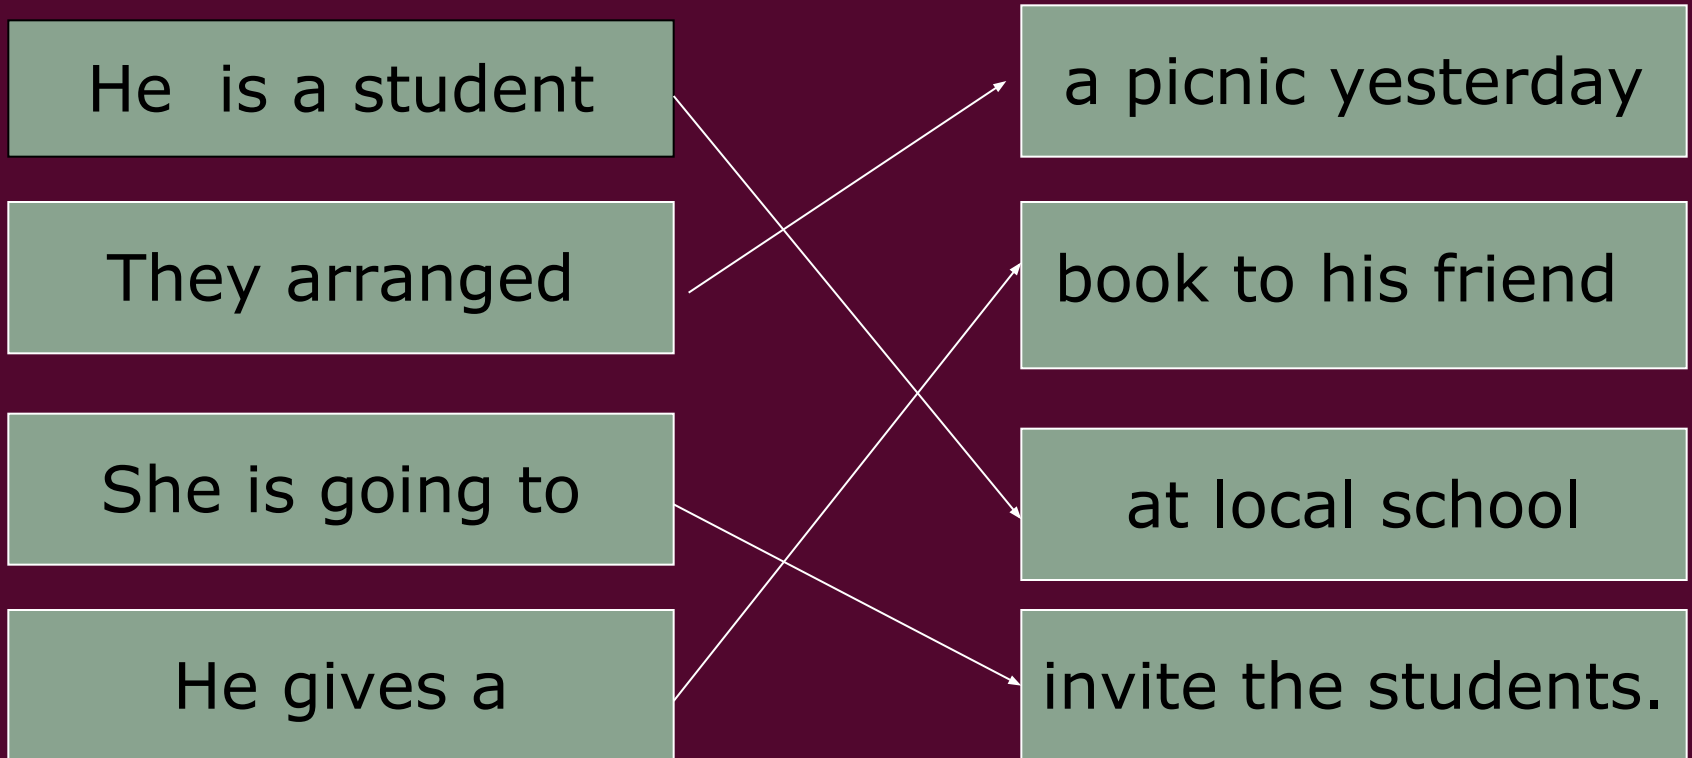 He is a student
a picnic yesterday
They arranged
book to his friend
She is going to
at local school
He gives a
invite the students.